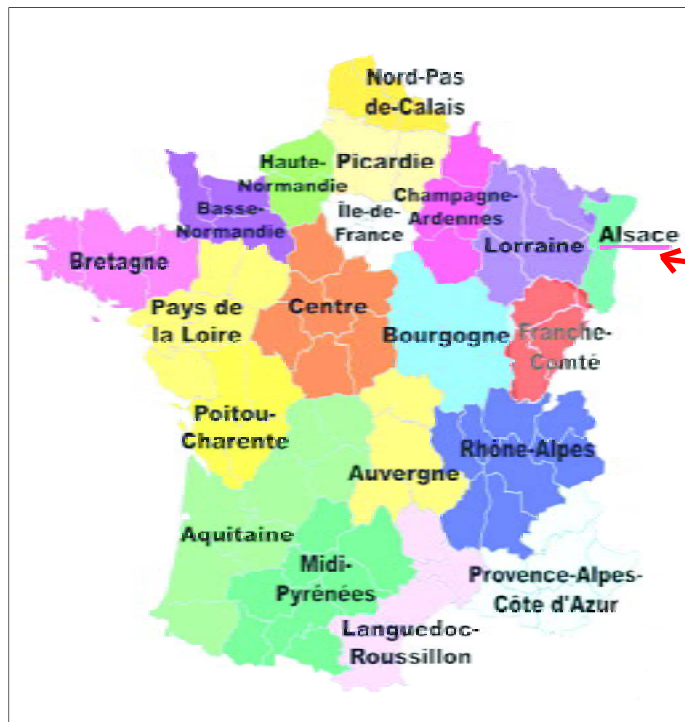 Nord-Pas
de-Calais
Haute-
Normandie
Picardie
Basse-
Normandie
Île-de-
France
Champagne-
Ardennes
Lorraine
Alsace
Bretagne
Pays de
la Loire
Centre
Bourgogne
Franche-
Comté
Poitou-
Charente
Auvergne
Rhône-Alpes
Aquitaine
Midi-
Pyrénées
Provence-Alpes-
Côte d'Azur
Languedoc-
Roussillon